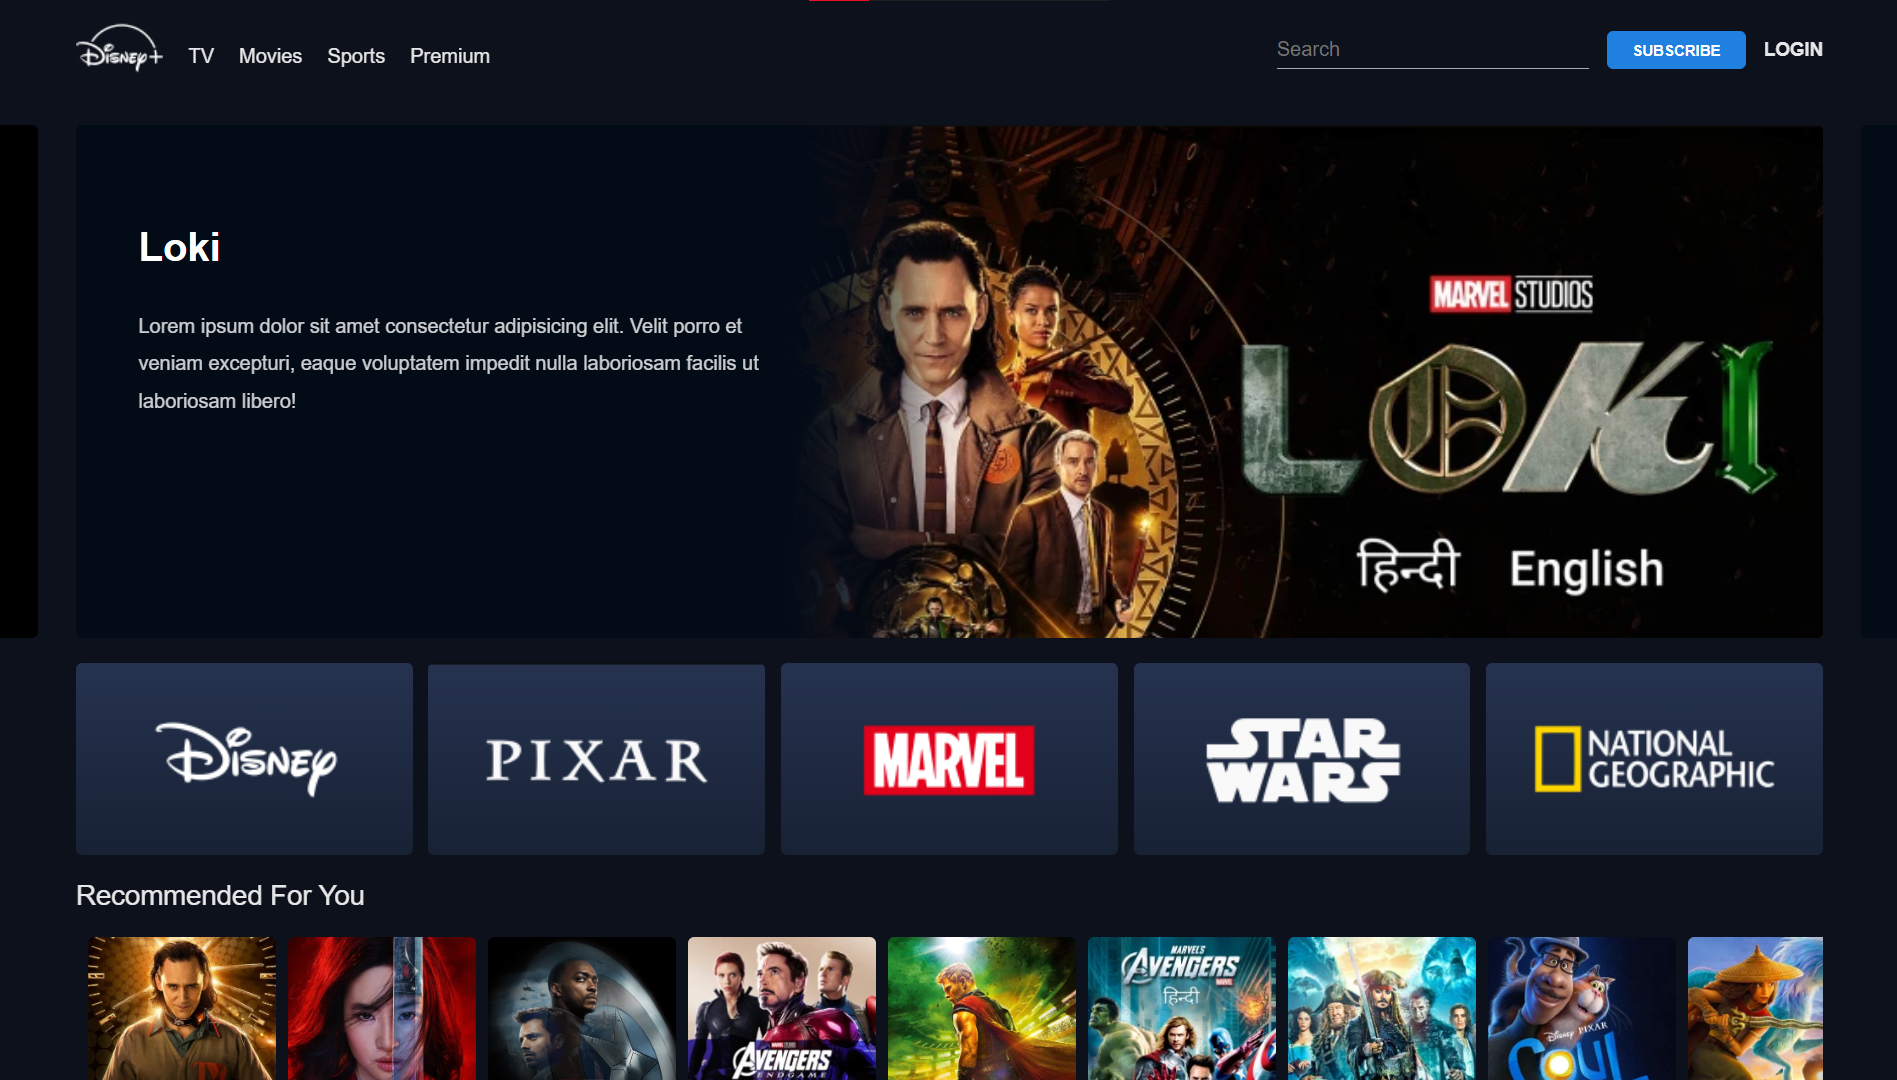 Disney+
TV
Movies
Sports
Premium
Search
SUBSCRIBE
LOGIN
Loki
Lorem ipsum dolor sit amet consectetur adipisicing elit. Velit porro et
veniam excepturi, eaque voluptatem impedit nulla laboriosam facilis ut
laboriosam libero!
MARVEL STUDIOS
LOKI
हिन्दी English
Disney
PIXAR
MARVEL
STAR
WARS
NATIONAL
GEOGRAPHIC
Recommended For You
MARVEL STUDIOS
AVENGERS
ENDGAME
MARVELS
AVENGERS
हिन्दी
Disney PIXAR
SOUL